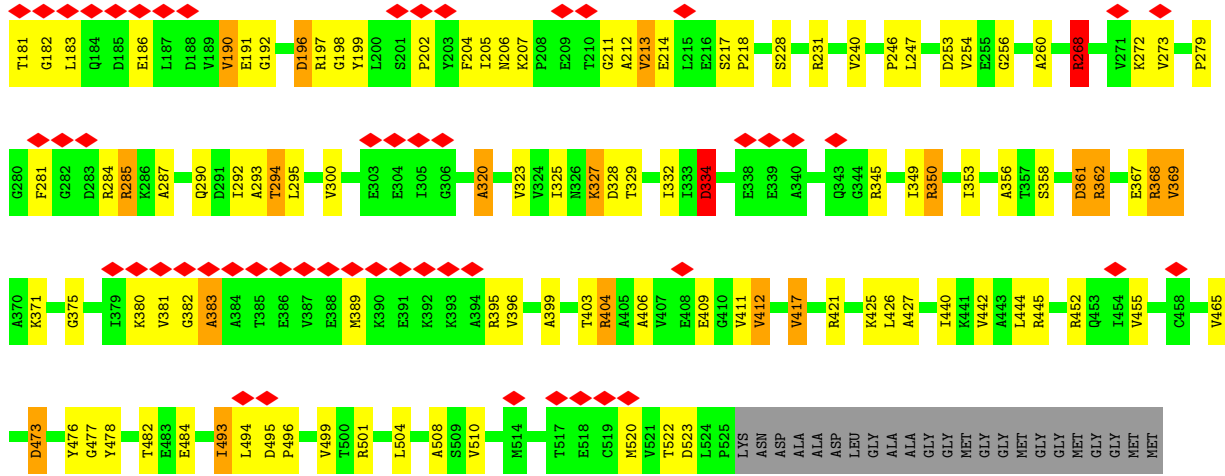 T181 G182 L183 Q184 D185 E186 L187 D188 V189 V190 E191 G192 D196 R197 G198 Y199 L200 S201 P202 Y203 F204 I205 N206 K207 P208 E209 T210 G211 A212 V213 E214 L215 E216 S217 P218 S228 R231 V240 P246 L247 D253 V254 E255 G256 A260 R268 V271 K272 V273 P279
G280 F281 G282 D283 R284 R285 K286 A287 Q290 D291 I292 A293 T294 L295 V300 E303 E304 I305 G306 A320 V323 V324 I325 N326 K327 D328 T329 I332 I333 D334 E338 E339 A340 Q343 G344 R345 I349 R350 I353 A356 T357 S358 D361 R362 E367 R368 V369
A370 K371 G375 I379 K380 V381 G382 A383 A384 T385 E386 V387 E388 M389 K390 E391 K392 K393 A394 R395 V396 A399 T403 R404 A405 A406 V407 E408 E409 G410 V411 V412 V417 R421 K425 L426 A427 I440 K441 V442 A443 L444 R445 R452 Q453 I454 V455 C458 V465
D473 Y476 G477 Y478 T482 E483 E484 I493 L494 D495 P496 V499 T500 R501 L504 A508 S509 V510 M514 T517 E518 C519 M520 V521 T522 D523 L524 P525 LYS ASN ASP ALA ALA ASP LEU GLY ALA ALA GLY GLY MET GLY GLY MET GLY GLY MET MET